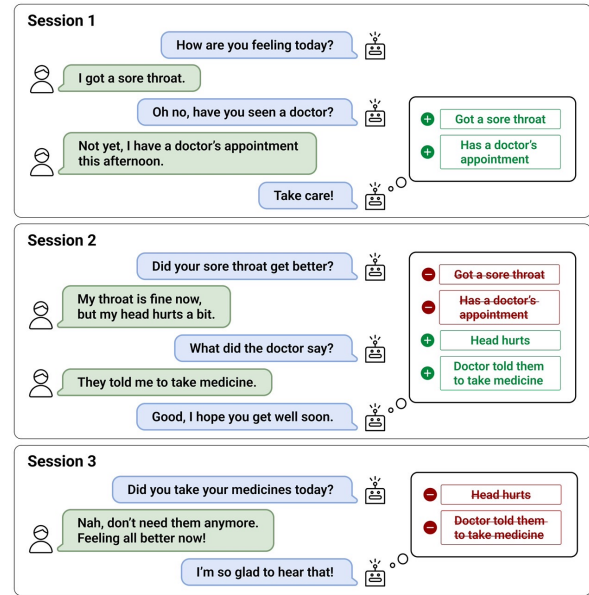 Session 1
How are you feeling today?
I got a sore throat.
Oh no, have you seen a doctor?
Not yet, I have a doctor's appointment
this afternoon.
Take care!
Got a sore throat
Has a doctor's
appointment
Session 2
Did your sore throat get better?
My throat is fine now,
but my head hurts a bit.
What did the doctor say?
They told me to take medicine.
Good, I hope you get well soon.
Got a sore throat
Has a doctor's
appointment
Head hurts
Doctor told them
to take medicine
Session 3
Did you take your medicines today?
Nah, don't need them anymore.
Feeling all better now!
I'm so glad to hear that!
Head hurts
Doctor told them
to take medicine